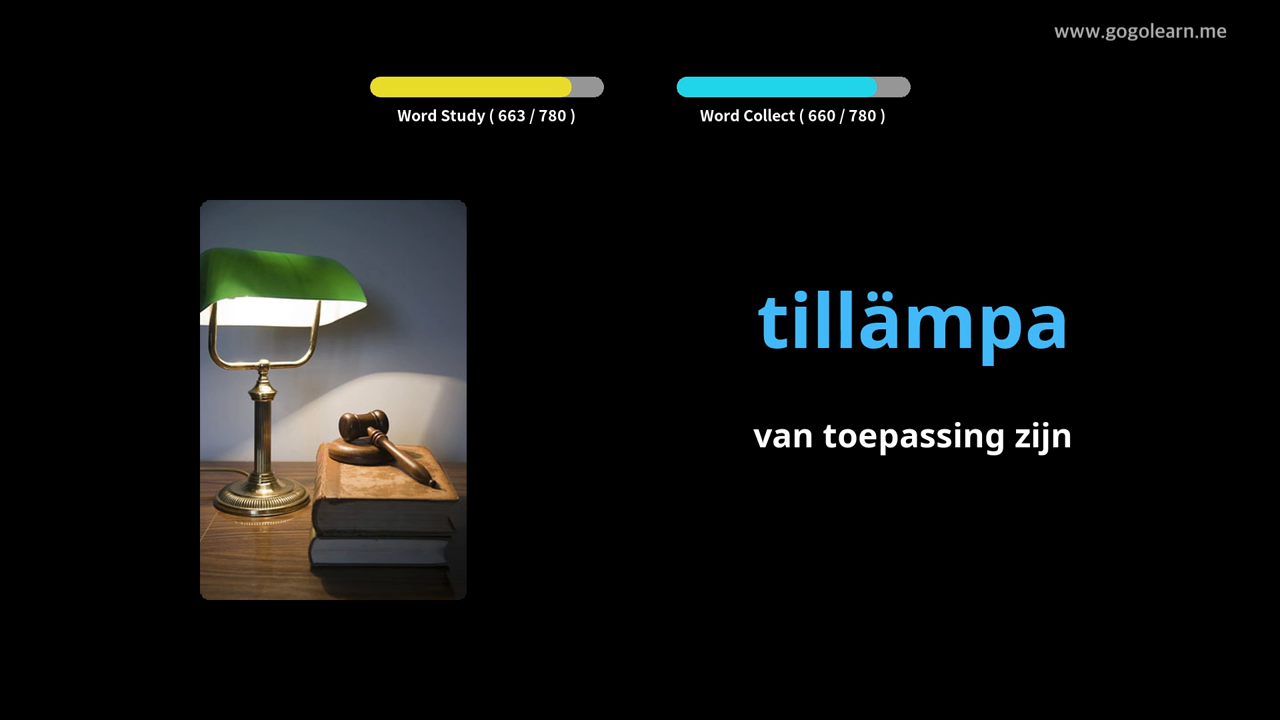 www.gogolearn.me
Word Study ( 663 / 780 )
Word Collect ( 660 / 780 )
tillämpa
van toepassing zijn